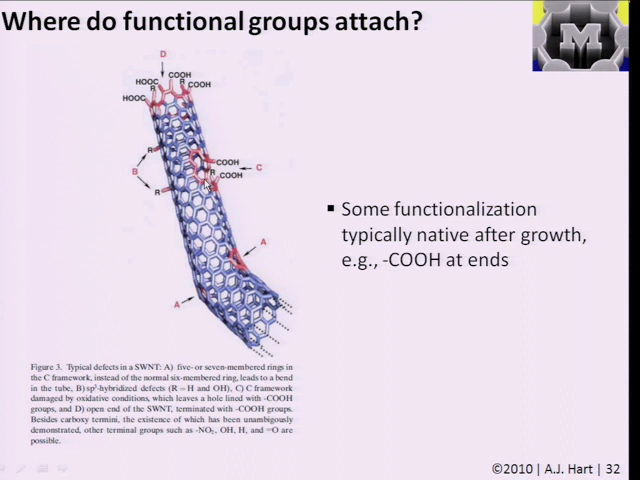 Where do functional groups attach?
M
D
HOOC
COOH
R
R
COOH
HOOC
R
COOH
C
B
R
COOH
R
A
A
▪ Some functionalization
typically native after growth,
e.g., -COOH at ends
Figure 3. Typical defects in a SWNT: A) five- or seven-membered rings in
the C framework, instead of the normal six-membered ring, leads to a bend
in the tube, B) sp³-hybridized defects (R = H and OH), C) C framework
damaged by oxidative conditions, which leaves a hole lined with -COOH
groups, and D) open end of the SWNT, terminated with -COOH groups.
Besides carboxy termini, the existence of which has been unambigously
demonstrated, other terminal groups such as -NO₂, OH, H, and =O are
possible.
©2010 | A.J. Hart | 32